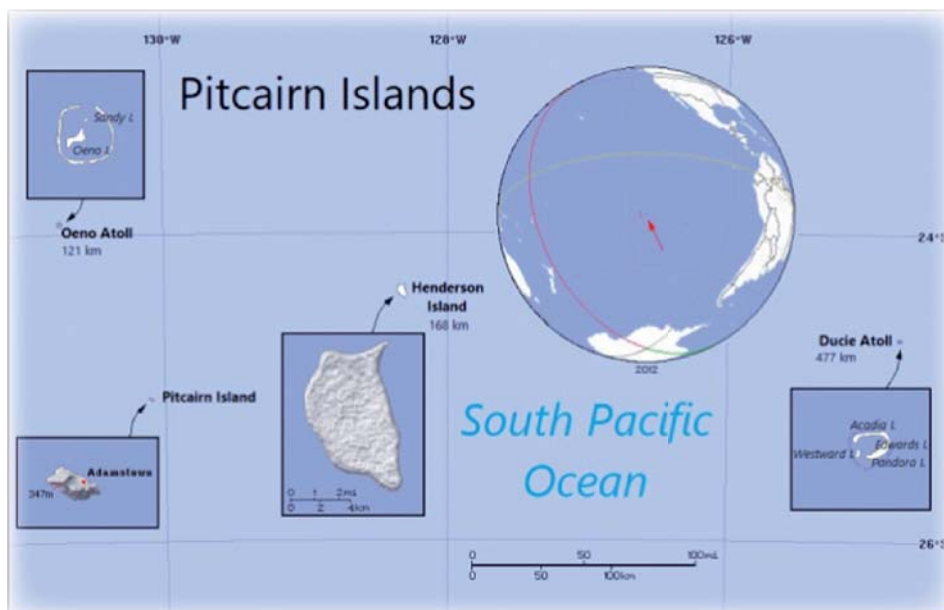 130°W
128°W
126°W
Pitcairn Islands
Sandy I.
Oeno I.
Oeno Atoll
121 km
24°S
Henderson
Island
168 km
Ducie Atoll
477 km
2012
Pitcairn Island
South Pacific
Ocean
Acadia I.
Edwards I.
Westward I.
Pandora I.
Adamstown
347m
0 1 2mi
0 2 4km
0 50 100mi
0 50 100km
26°S